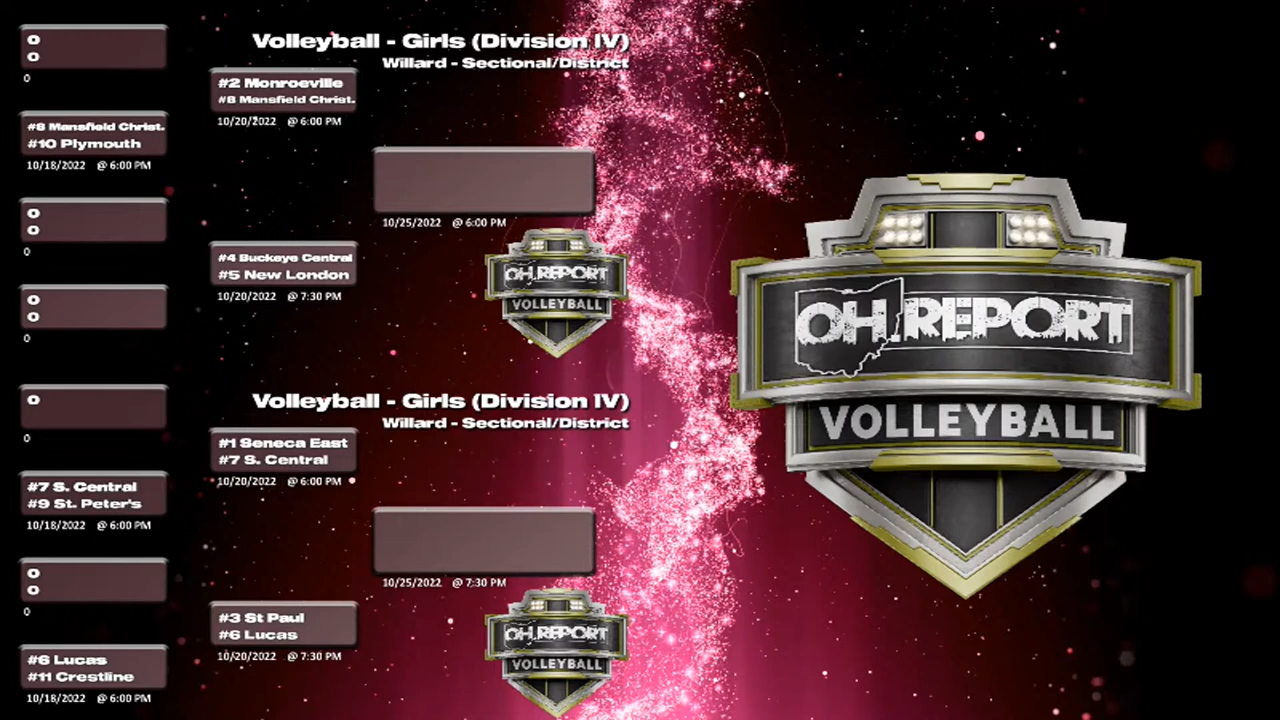 Volleyball - Girls (Division IV)
Willard - Sectional/District
0
0
0
#2 Monroeville
#8 Mansfield Christ.
10/20/2022 @ 6:00 PM
#8 Mansfield Christ.
#10 Plymouth
10/18/2022 @ 6:00 PM
10/25/2022 @ 6:00 PM
0
0
0
#4 Buckeye Central
#5 New London
10/20/2022 @ 7:30 PM
0
0
0
OH.REPORT
VOLLEYBALL
OH.REPORT
VOLLEYBALL
Volleyball - Girls (Division IV)
Willard - Sectional/District
0
0
#1 Seneca East
#7 S. Central
10/20/2022 @ 6:00 PM
#7 S. Central
#9 St. Peter's
10/18/2022 @ 6:00 PM
10/25/2022 @ 7:30 PM
0
0
0
#3 St Paul
#6 Lucas
10/20/2022 @ 7:30 PM
#6 Lucas
#11 Crestline
10/18/2022 @ 6:00 PM
OH.REPORT
VOLLEYBALL